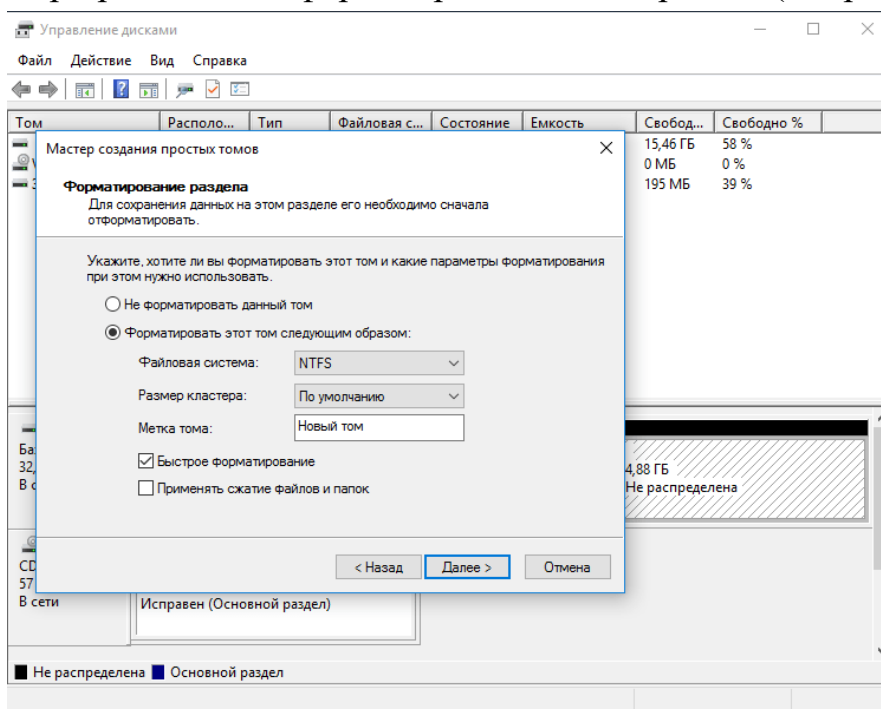 Управление дисками
Файл Действие Вид Справка
Том Располо... Тип Файловая с... Состояние Емкость Свобод... Свободно %
15,46 ГБ 58 %
0 МБ 0 %
195 МБ 39 %
Мастер создания простых томов
Форматирование раздела
Для сохранения данных на этом разделе его необходимо сначала
отформатировать.
Укажите, хотите ли вы форматировать этот том и какие параметры форматирования
при этом нужно использовать.
Не форматировать данный том
Форматировать этот том следующим образом:
Файловая система: NTFS
Размер кластера: По умолчанию
Метка тома: Новый том
Быстрое форматирование
Применять сжатие файлов и папок
< Назад Далее > Отмена
Ба
32,
В с
4,88 ГБ
Не распределена
CD
57
В сети
Исправен (Основной раздел)
Не распределена Основной раздел